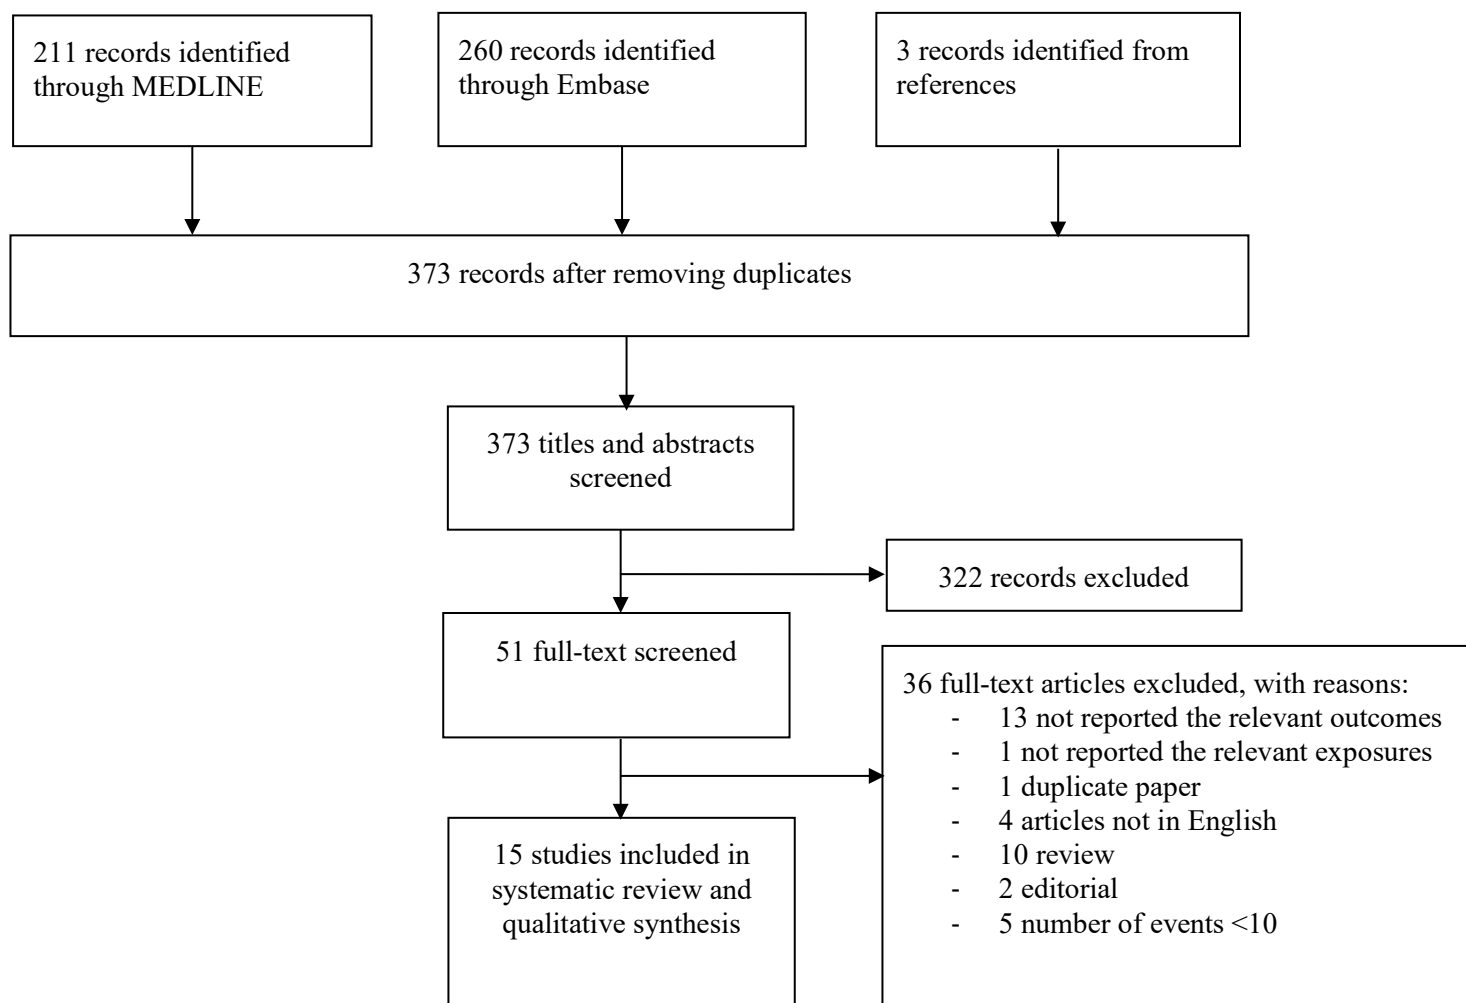 211 records identified
through MEDLINE
260 records identified
through Embase
3 records identified from
references
373 records after removing duplicates
373 titles and abstracts
screened
322 records excluded
51 full-text screened
36 full-text articles excluded, with reasons:
- 13 not reported the relevant outcomes
- 1 not reported the relevant exposures
- 1 duplicate paper
- 4 articles not in English
- 10 review
- 2 editorial
- 5 number of events <10
15 studies included in
systematic review and
qualitative synthesis